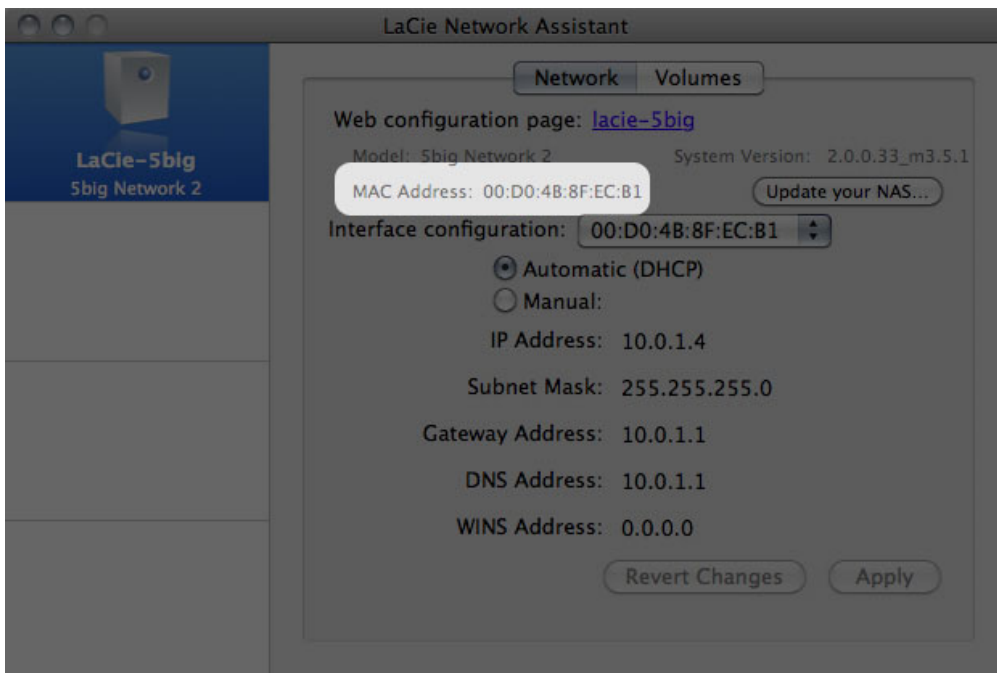 LaCie Network Assistant
LaCie-5big
5big Network 2
Network Volumes
Web configuration page: lacie-5big
Model: 5big Network 2 System Version: 2.0.0.33_m3.5.1
MAC Address: 00:D0:4B:8F:EC:B1 Update your NAS...
Interface configuration: 00:D0:4B:8F:EC:B1
Automatic (DHCP)
Manual:
IP Address: 10.0.1.4
Subnet Mask: 255.255.255.0
Gateway Address: 10.0.1.1
DNS Address: 10.0.1.1
WINS Address: 0.0.0.0
Revert Changes Apply